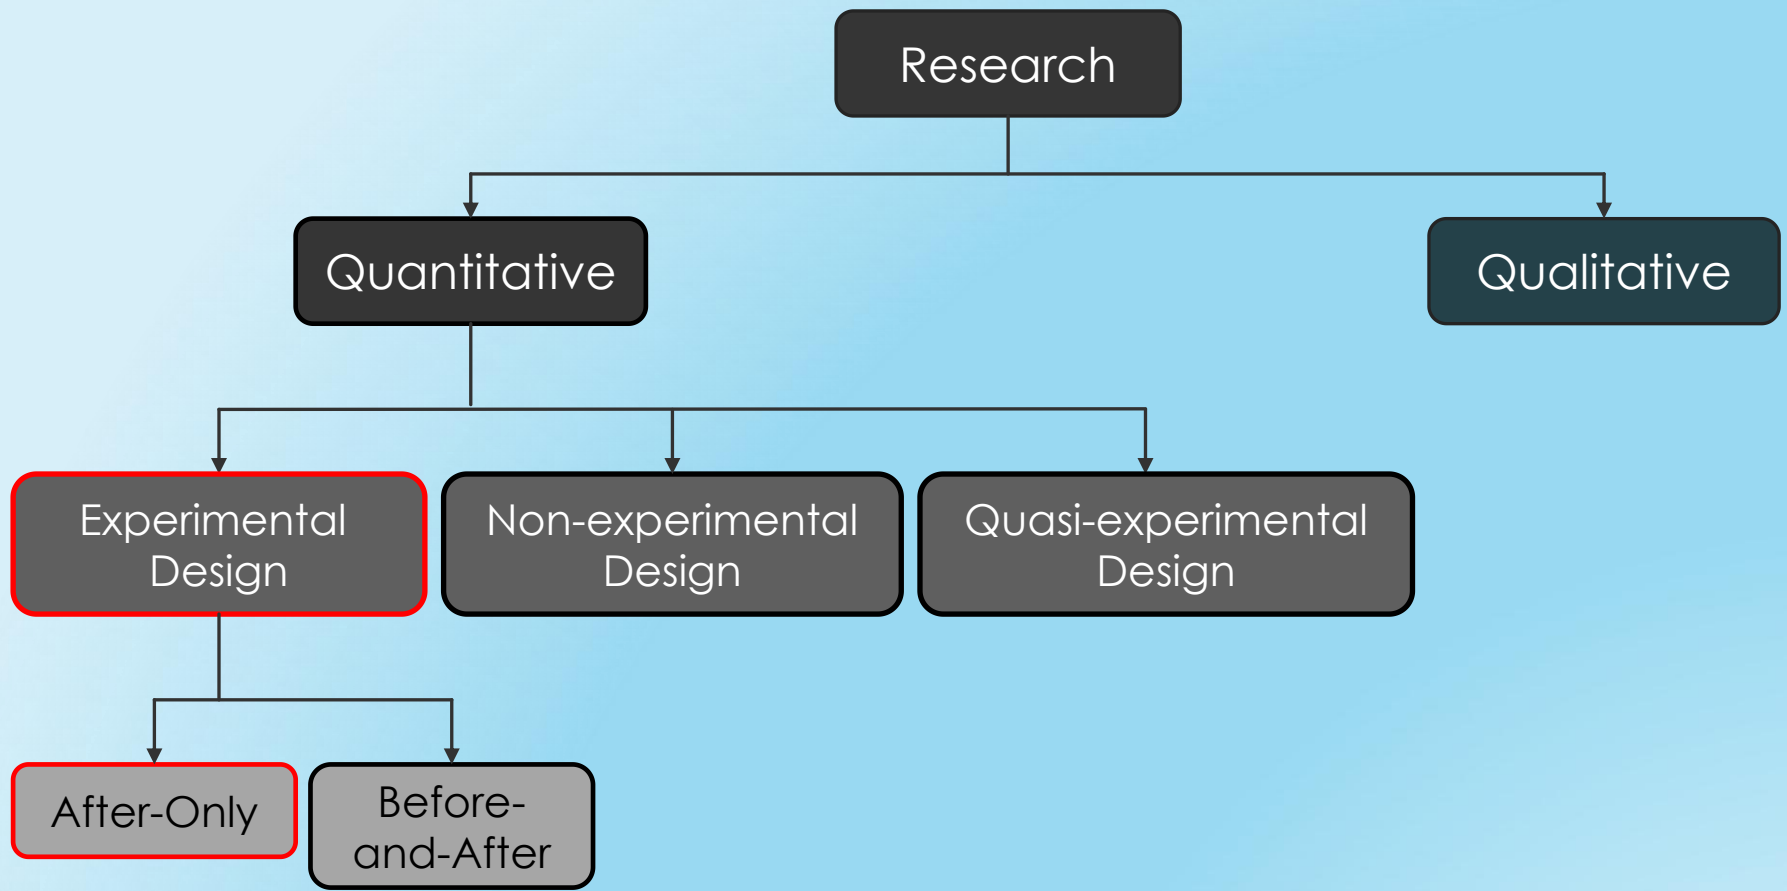 Research
Quantitative
Qualitative
Experimental
Design
Non-experimental
Design
Quasi-experimental
Design
After-Only
Before-
and-After